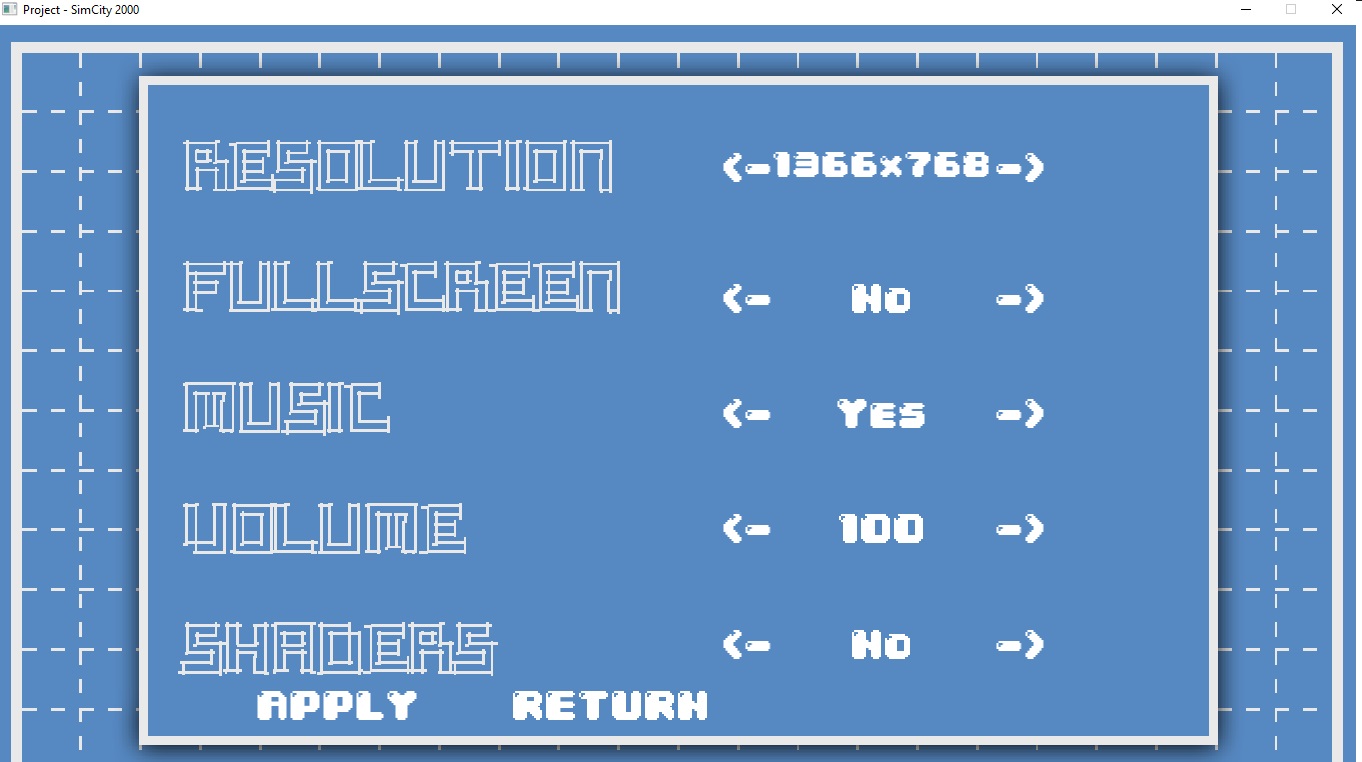 Project - SimCity 2000
RESOLUTION <-1366x768->
FULLSCREEN <- No ->
MUSIC <- Yes ->
VOLUME <- 100 ->
SHADERS <- No ->
APPLY RETURN